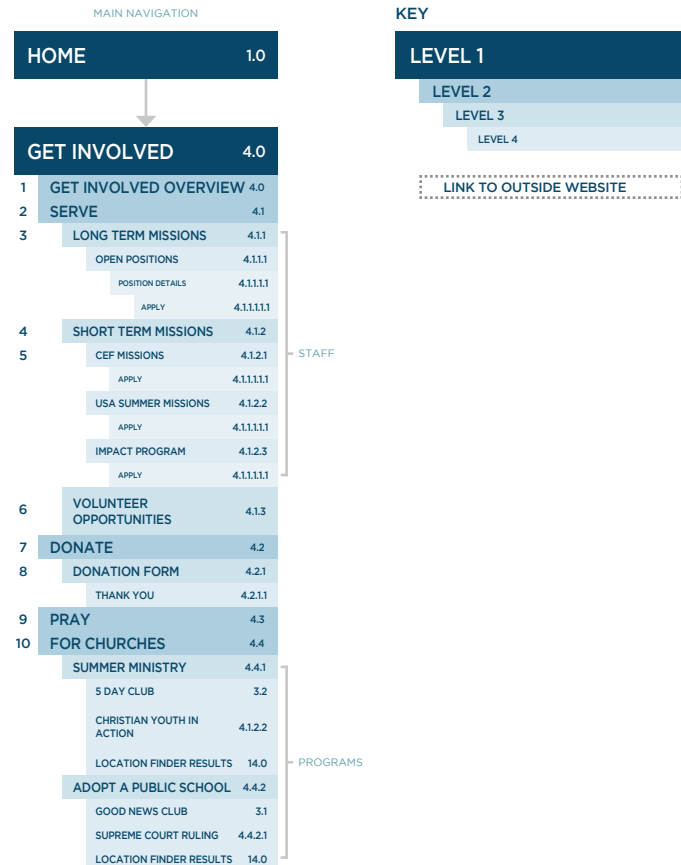 MAIN NAVIGATION
HOME 1.0
GET INVOLVED 4.0
1 GET INVOLVED OVERVIEW 4.0
2 SERVE 4.1
3 LONG TERM MISSIONS 4.1.1
OPEN POSITIONS 4.1.1.1
POSITION DETAILS 4.1.1.1.1
APPLY 4.1.1.1.1.1
4 SHORT TERM MISSIONS 4.1.2
5 CEF MISSIONS 4.1.2.1
APPLY 4.1.1.1.1.1
USA SUMMER MISSIONS 4.1.2.2
APPLY 4.1.1.1.1.1
IMPACT PROGRAM 4.1.2.3
APPLY 4.1.1.1.1.1
STAFF
6 VOLUNTEER
OPPORTUNITIES 4.1.3
7 DONATE 4.2
8 DONATION FORM 4.2.1
THANK YOU 4.2.1.1
9 PRAY 4.3
10 FOR CHURCHES 4.4
SUMMER MINISTRY 4.4.1
5 DAY CLUB 3.2
CHRISTIAN YOUTH IN
ACTION 4.1.2.2
LOCATION FINDER RESULTS 14.0
ADOPT A PUBLIC SCHOOL 4.4.2
GOOD NEWS CLUB 3.1
SUPREME COURT RULING 4.4.2.1
LOCATION FINDER RESULTS 14.0
PROGRAMS
KEY
LEVEL 1
LEVEL 2
LEVEL 3
LEVEL 4
LINK TO OUTSIDE WEBSITE